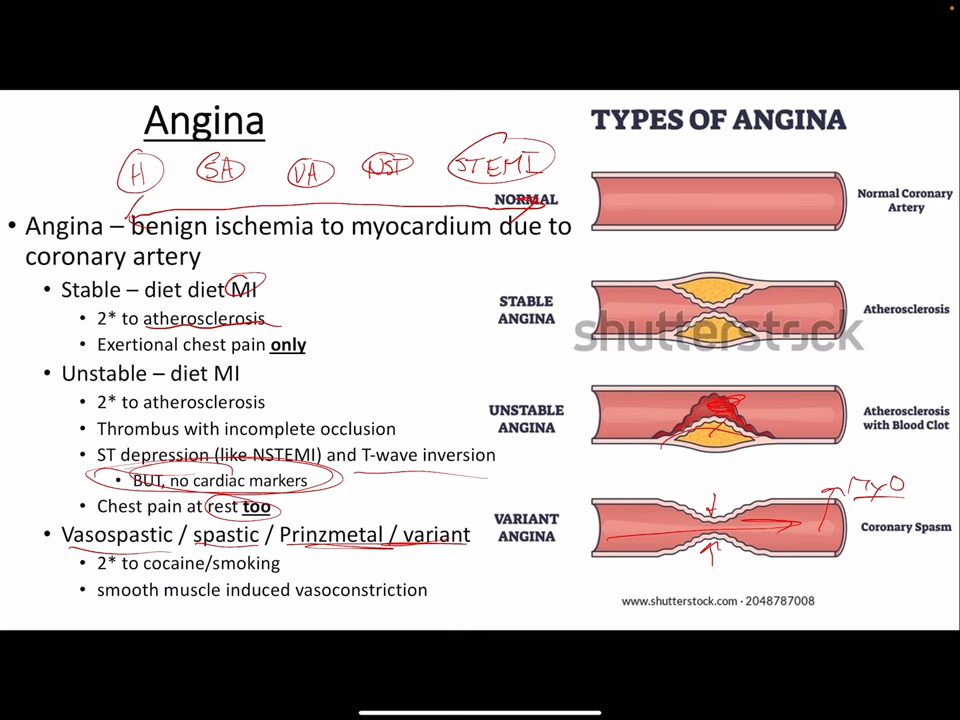 Angina
H SA VA NST STEMI
• Angina – benign ischemia to myocardium due to
coronary artery
• Stable – diet diet MI
• 2* to atherosclerosis
• Exertional chest pain only
• Unstable – diet MI
• 2* to atherosclerosis
• Thrombus with incomplete occlusion
• ST depression (like NSTEMI) and T-wave inversion
• BUT, no cardiac markers
• Chest pain at rest too
• Vasospastic / spastic / Prinzmetal / variant
• 2* to cocaine/smoking
• smooth muscle induced vasoconstriction
TYPES OF ANGINA
NORMAL
Normal Coronary
Artery
STABLE
ANGINA
Atherosclerosis
shutterstock
UNSTABLE
ANGINA
Atherosclerosis
with Blood Clot
VARIANT
ANGINA
MyO
Coronary Spasm
www.shutterstock.com · 2048787008